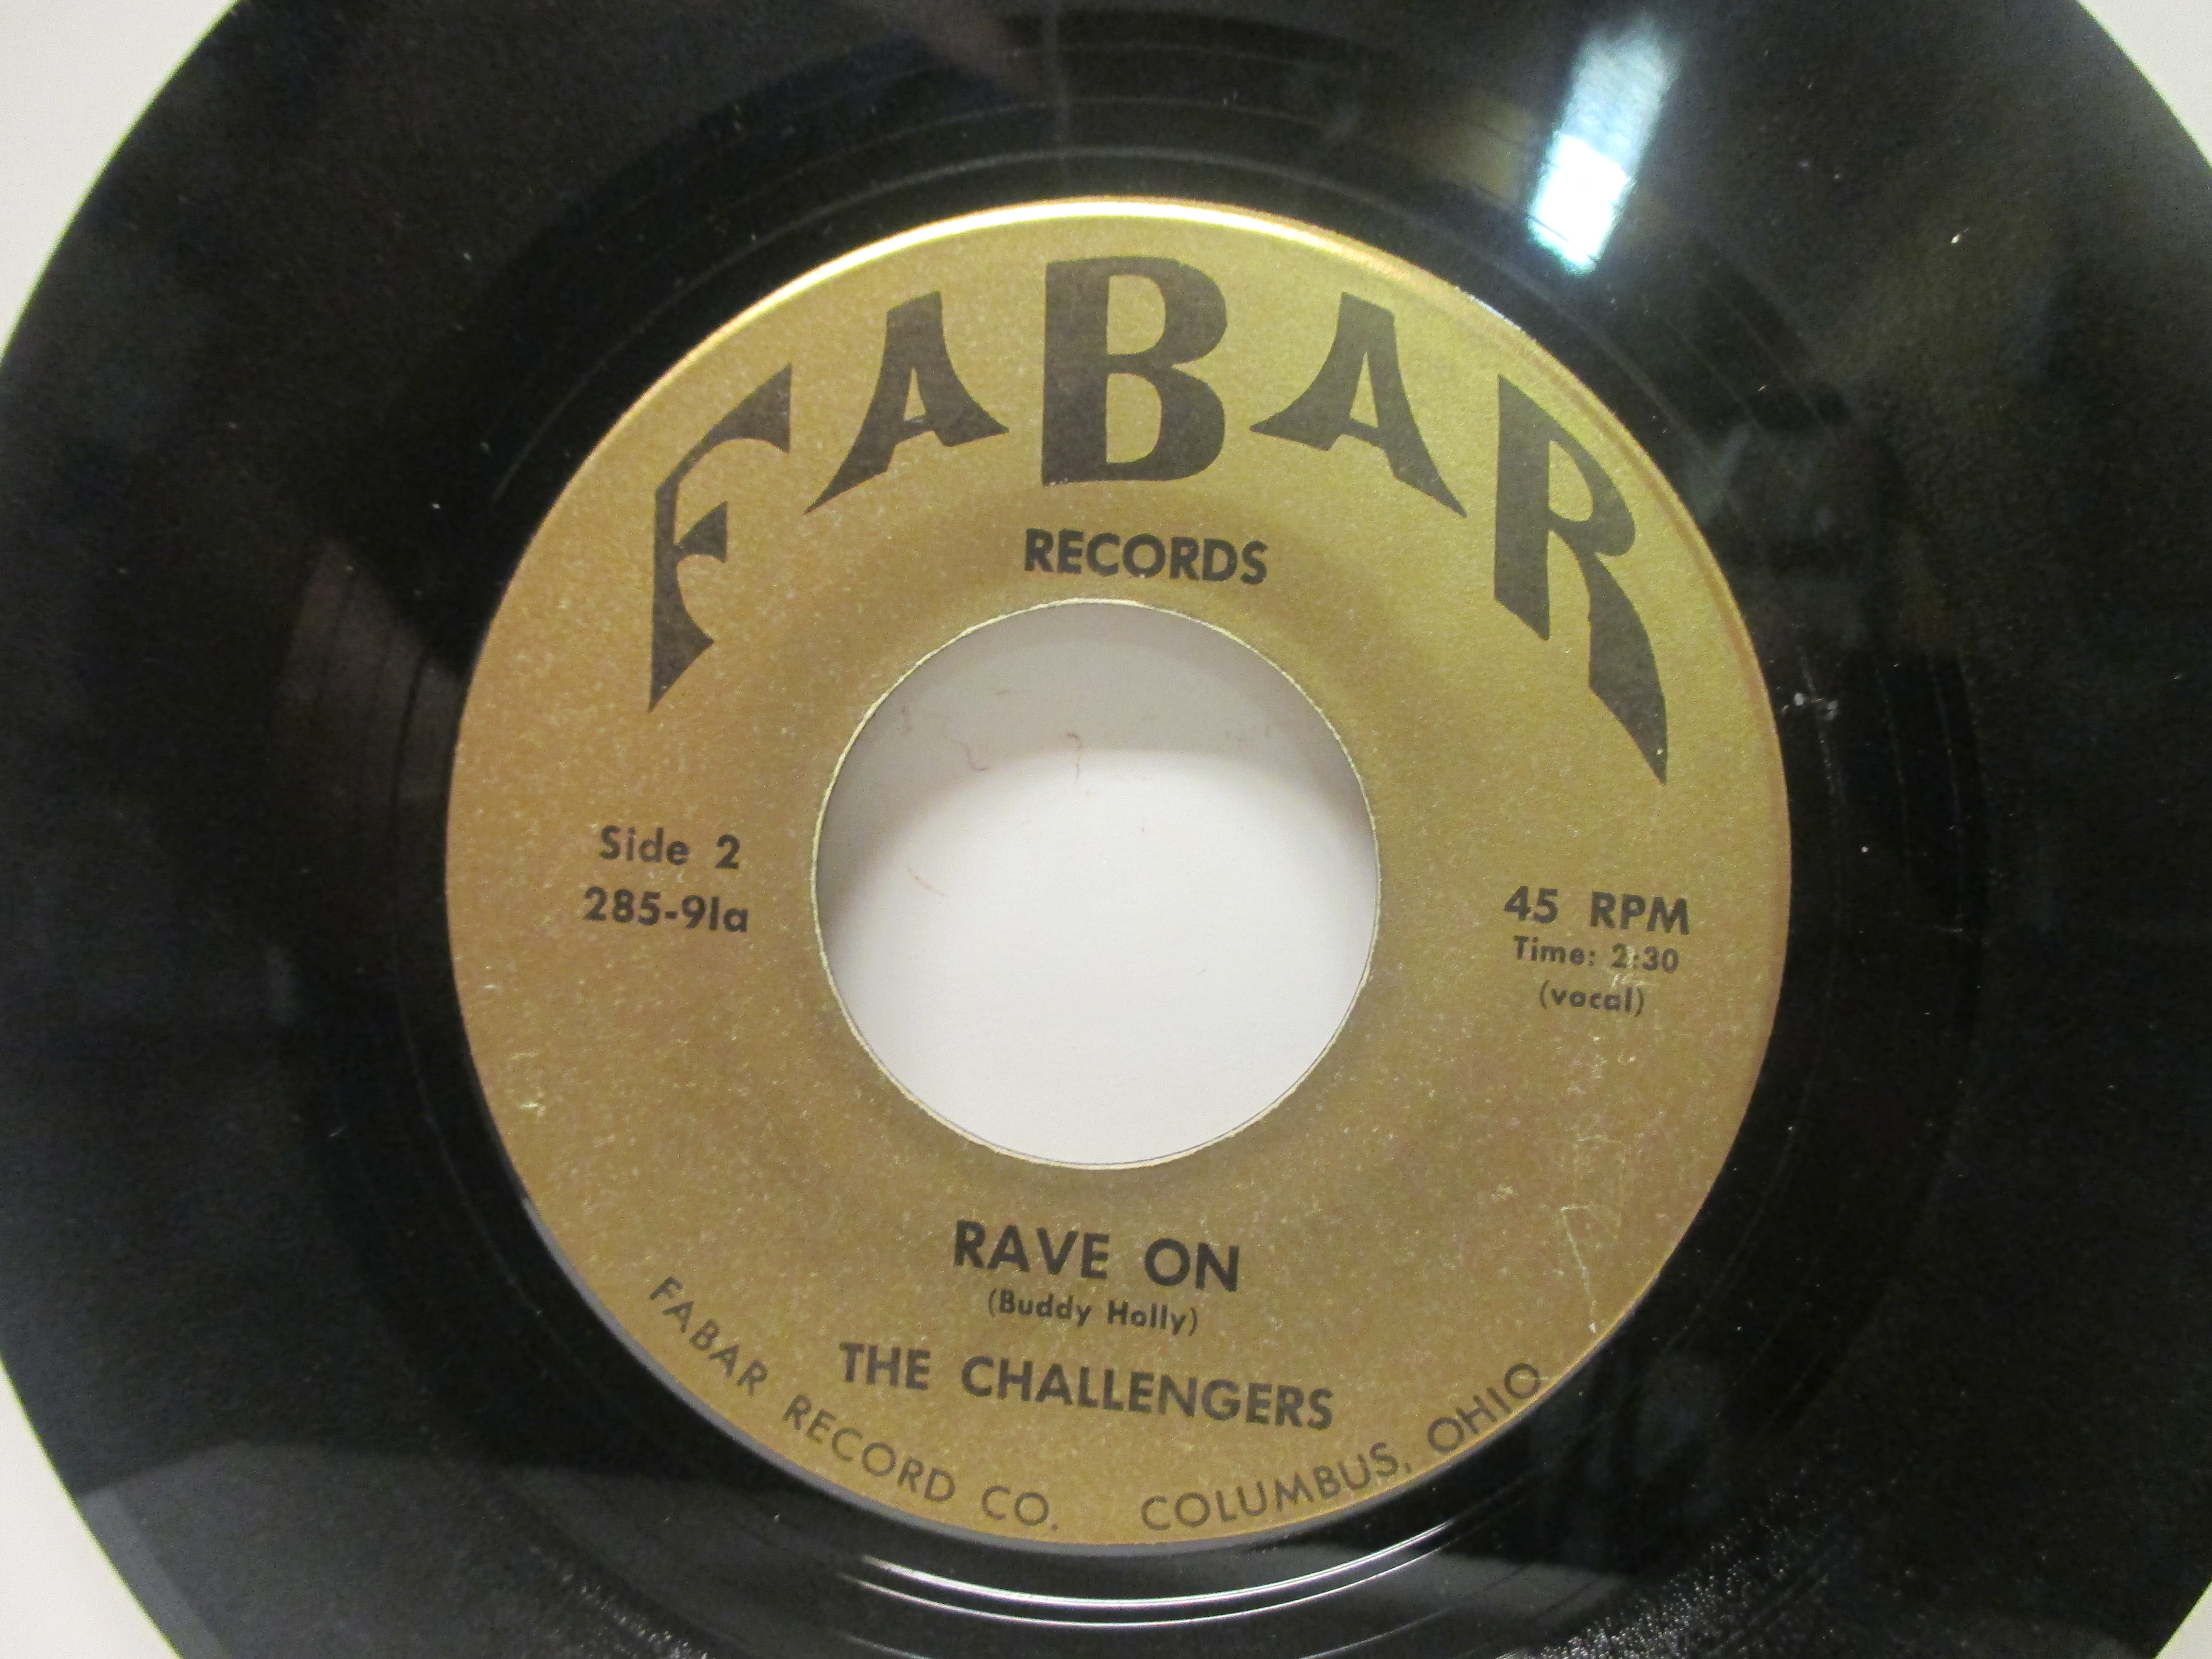 FABAR
RECORDS
Side 2
285-91a
45 RPM
Time: 2:30
(vocal)
RAVE ON
(Buddy Holly)
THE CHALLENGERS
FABAR RECORD CO. COLUMBUS, OHIO